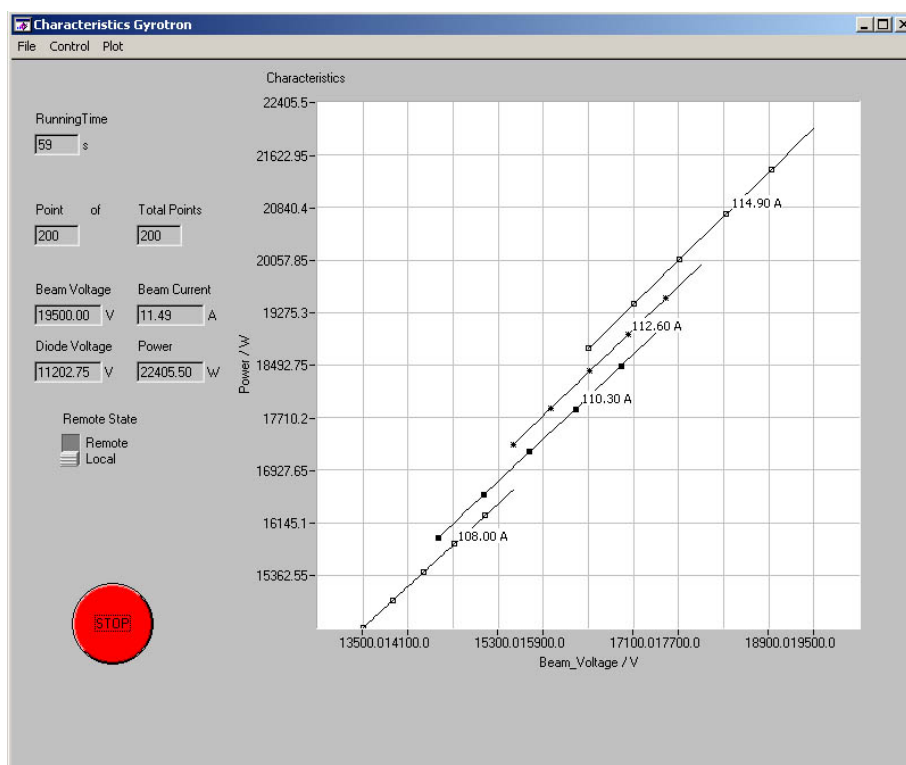 Characteristics Gyrotron
File Control Plot
Characteristics
RunningTime
59 s
Point of Total Points
200 200
Beam Voltage Beam Current
19500.00 V 11.49 A
Diode Voltage Power
11202.75 V 22405.50 W
Remote State
Remote
Local
STOP
Power / W
22405.5
21622.95
20840.4
20057.85
19275.3
18492.75
17710.2
16927.65
16145.1
15362.55
114.90 A
112.60 A
110.30 A
108.00 A
13500.014100.0 15300.015900.0 17100.017700.0 18900.019500.0
Beam_Voltage / V